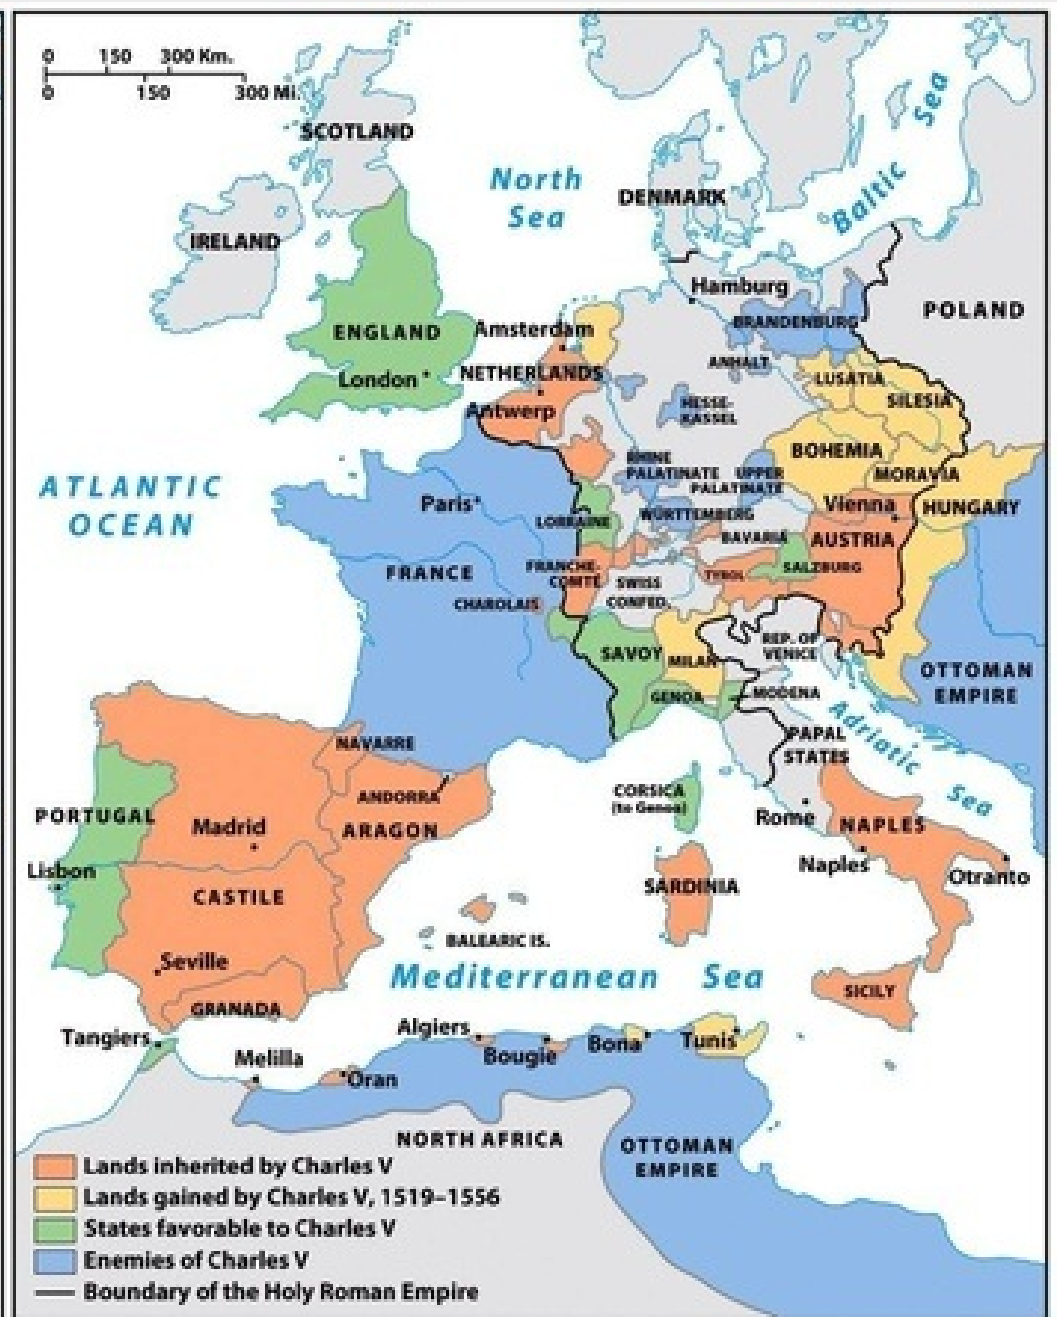 0 150 300 Km.
0 150 300 Mi.
SCOTLAND
North
Sea
DENMARK
Baltic Sea
IRELAND
Hamburg
POLAND
ENGLAND
Amsterdam
BRANDENBURG
London
NETHERLANDS
ANHALT
LUSATIA
SILESIA
Antwerp
HESSE-
KASSEL
BOHEMIA
ATLANTIC
OCEAN
RHINE
PALATINATE
UPPER
PALATINATE
MORAVIA
Paris
LORRAINE
WÜRTTEMBERG
Vienna
HUNGARY
BAVARIA
AUSTRIA
FRANCE
FRANCHE-
COMTÉ
SWISS
CONFED.
TYROL
SALZBURG
CHAROLAIS
SAVOY
MILAN
REP. OF
VENICE
OTTOMAN
EMPIRE
GENOA
MODENA
Adriatic Sea
NAVARRE
PAPAL
STATES
ANDORRA
CORSICA
(to Genoa)
PORTUGAL
Madrid
ARAGON
Rome
NAPLES
Lisbon
Naples
Otranto
CASTILE
SARDINIA
BALEARIC IS.
Seville
Mediterranean Sea
SICILY
GRANADA
Tangiers
Algiers
Bougie
Bona
Tunis
Melilla
Oran
NORTH AFRICA
OTTOMAN
EMPIRE
Lands inherited by Charles V
Lands gained by Charles V, 1519–1556
States favorable to Charles V
Enemies of Charles V
Boundary of the Holy Roman Empire